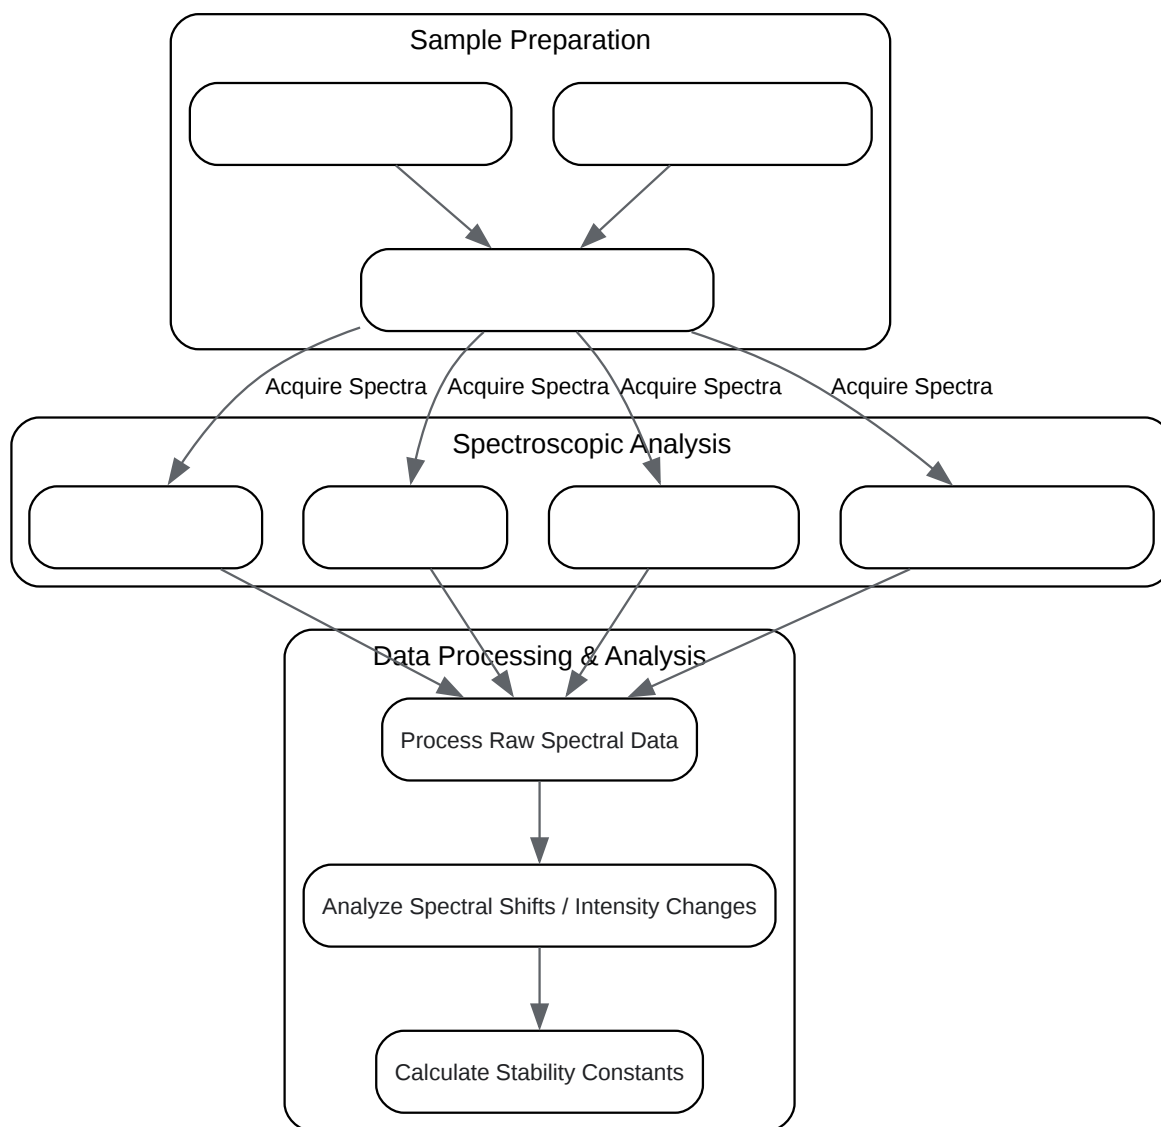 Sample Preparation
Acquire Spectra
Acquire Spectra
Acquire Spectra
Acquire Spectra
Spectroscopic Analysis
Data Processing & Analysis
Process Raw Spectral Data
Analyze Spectral Shifts / Intensity Changes
Calculate Stability Constants